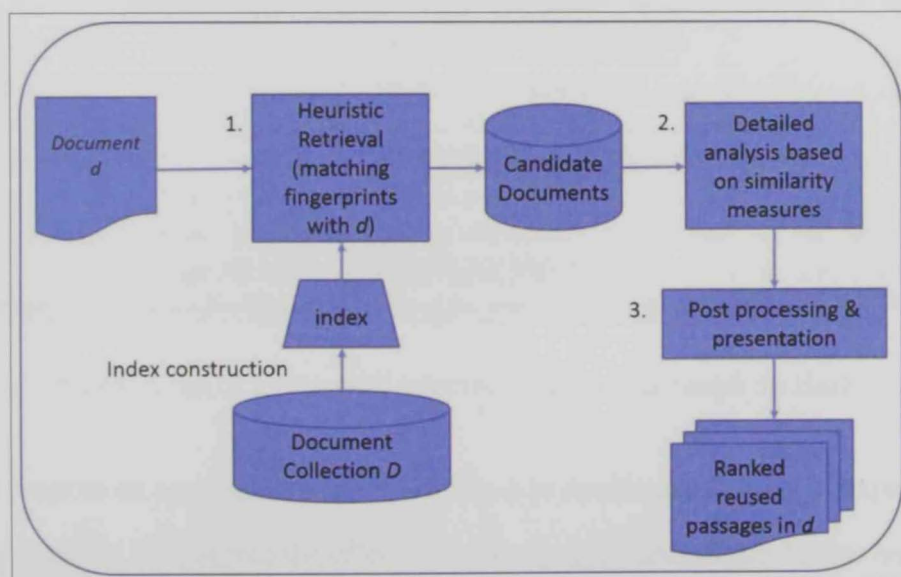 Document
d
1.
Heuristic
Retrieval
(matching
fingerprints
with d)
Candidate
Documents
2.
Detailed
analysis based
on similarity
measures
index
Index construction
Document
Collection D
3.
Post processing &
presentation
Ranked
reused
passages in d